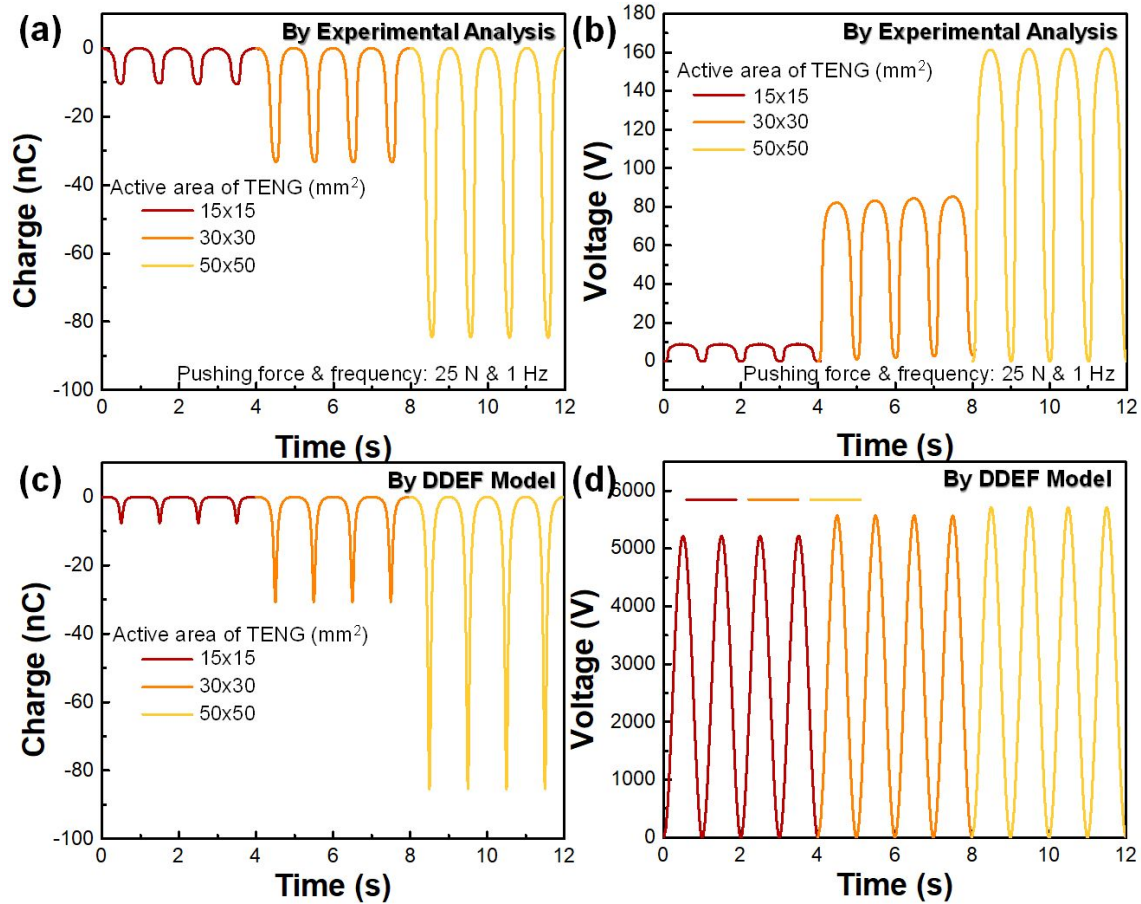 (a)
By Experimental Analysis
Charge (nC)
0
-20
-40
-60
-80
-100
Active area of TENG (mm²)
15x15
30x30
50x50
Pushing force & frequency: 25 N & 1 Hz
0 2 4 6 8 10 12
Time (s)
(b)
By Experimental Analysis
Voltage (V)
180
160
140
120
100
80
60
40
20
0
Active area of TENG (mm²)
15x15
30x30
50x50
Pushing force & frequency: 25 N & 1 Hz
0 2 4 6 8 10 12
Time (s)
(c)
By DDEF Model
Charge (nC)
0
-20
-40
-60
-80
-100
Active area of TENG (mm²)
15x15
30x30
50x50
0 2 4 6 8 10 12
Time (s)
(d)
By DDEF Model
Voltage (V)
6000
5000
4000
3000
2000
1000
0
0 2 4 6 8 10 12
Time (s)